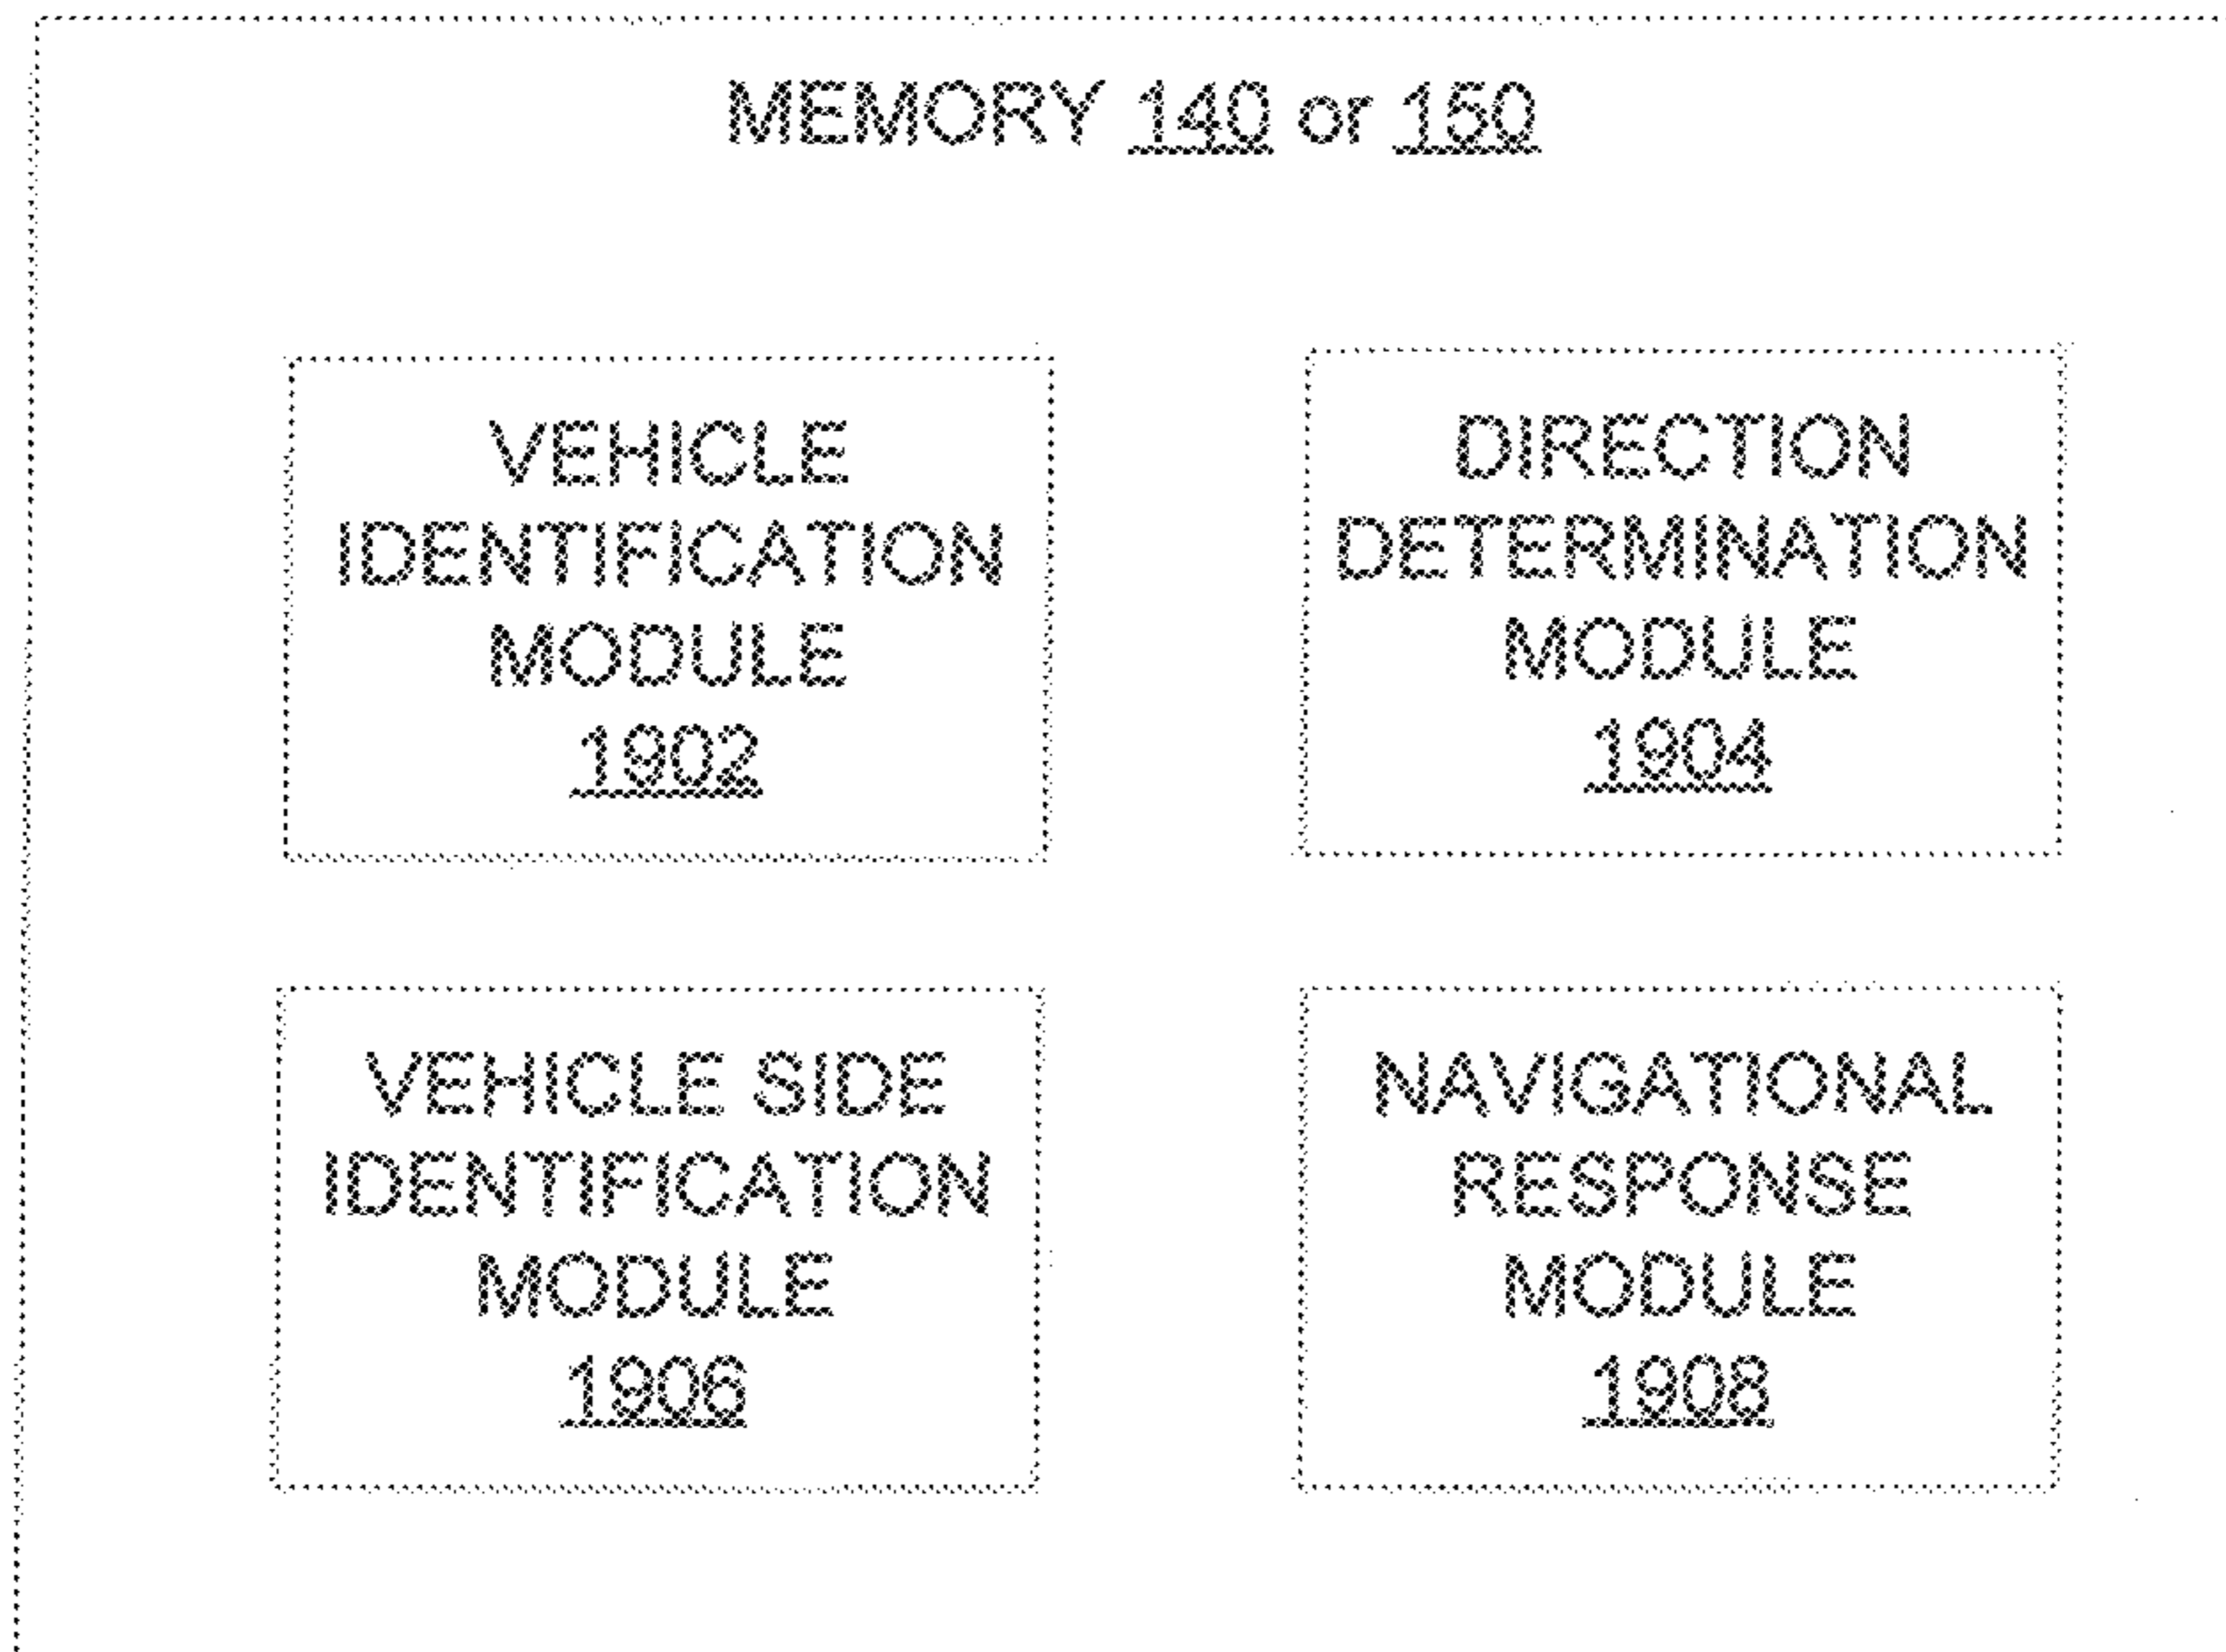 MEMORY 140 or 150
VEHICLE
IDENTIFICATION
MODULE
1902
DIRECTION
DETERMINATION
MODULE
1904
VEHICLE SIDE
IDENTIFICATION
MODULE
1906
NAVIGATIONAL
RESPONSE
MODULE
1908